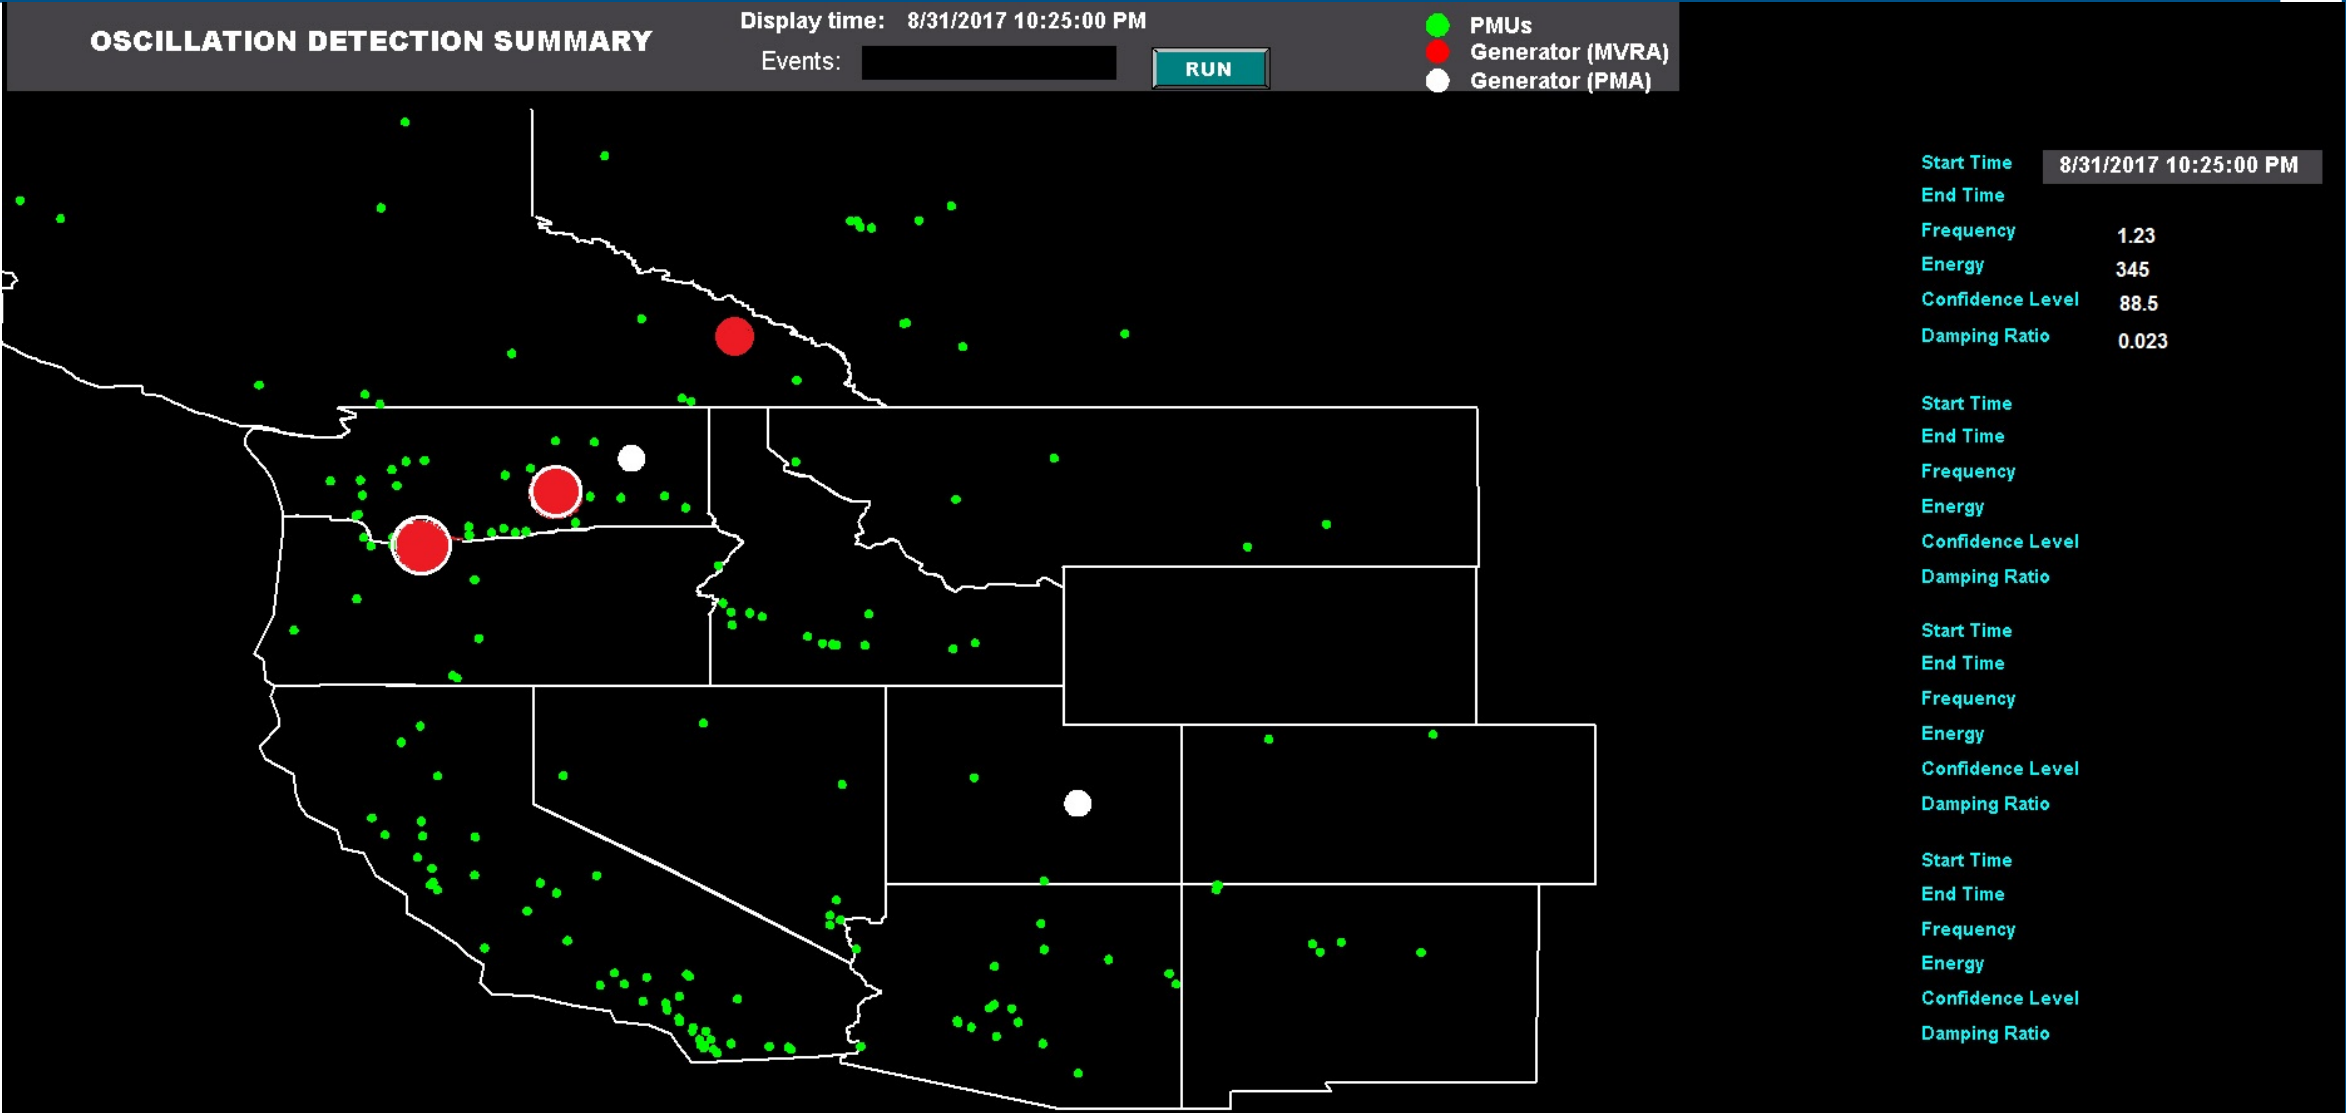 OSCILLATION DETECTION SUMMARY
Display time: 8/31/2017 10:25:00 PM
Events:
RUN
PMUs
Generator (MVRA)
Generator (PMA)
Start Time 8/31/2017 10:25:00 PM
End Time
Frequency 1.23
Energy 345
Confidence Level 88.5
Damping Ratio 0.023
Start Time
End Time
Frequency
Energy
Confidence Level
Damping Ratio
Start Time
End Time
Frequency
Energy
Confidence Level
Damping Ratio
Start Time
End Time
Frequency
Energy
Confidence Level
Damping Ratio